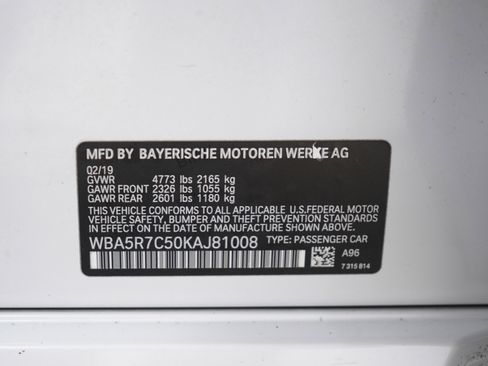 MFD BY BAYERISCHE MOTOREN WERKE AG
02/19
GVWR 4773 lbs 2165 kg
GAWR FRONT 2326 lbs 1055 kg
GAWR REAR 2601 lbs 1180 kg
THIS VEHICLE CONFORMS TO ALL APPLICABLE U.S.FEDERAL MOTOR
VEHICLE SAFETY, BUMPER AND THEFT PREVENTION STANDARDS
IN EFFECT ON THE DATE OF MANUFACTURE SHOWN ABOVE.
WBA5R7C50KAJ81008 TYPE: PASSENGER CAR
A96
7 315 814